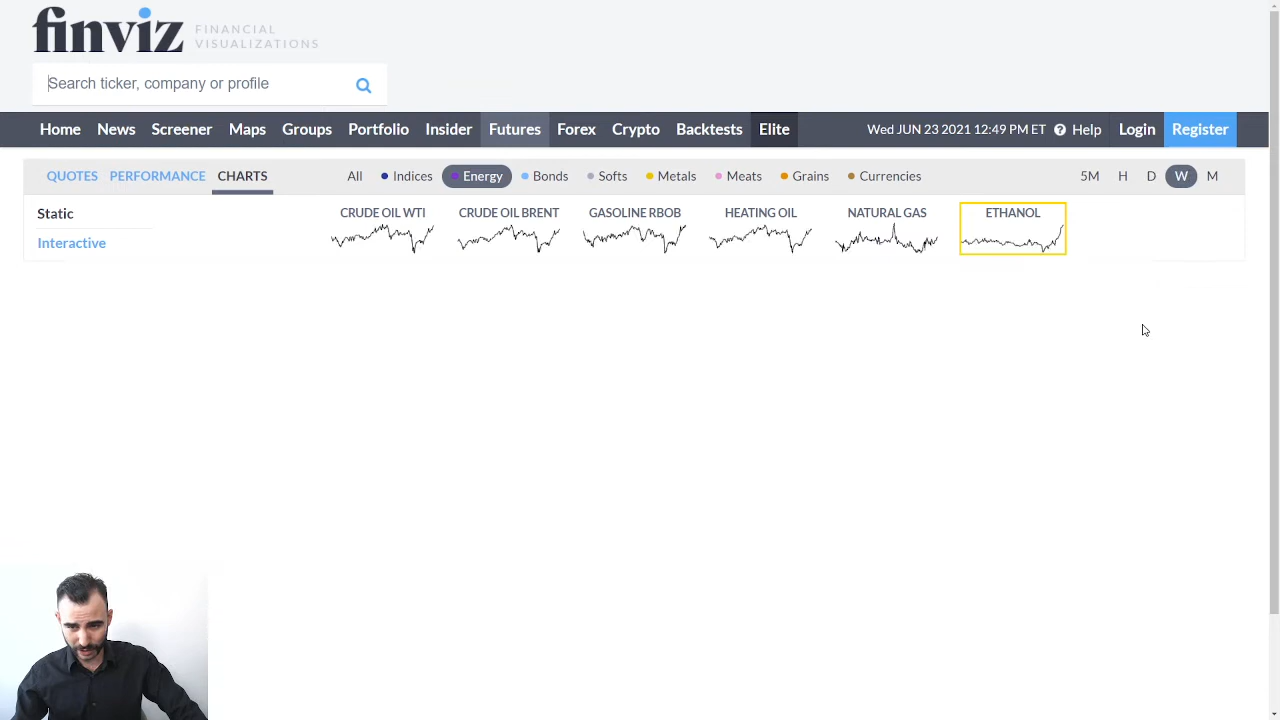 finviz FINANCIAL
VISUALIZATIONS
Search ticker, company or profile
Home News Screener Maps Groups Portfolio Insider Futures Forex Crypto Backtests Elite Wed JUN 23 2021 12:49 PM ET Help Login Register
QUOTES PERFORMANCE CHARTS All Indices Energy Bonds Softs Metals Meats Grains Currencies 5M H D W M
Static
Interactive
CRUDE OIL WTI CRUDE OIL BRENT GASOLINE RBOB HEATING OIL NATURAL GAS ETHANOL